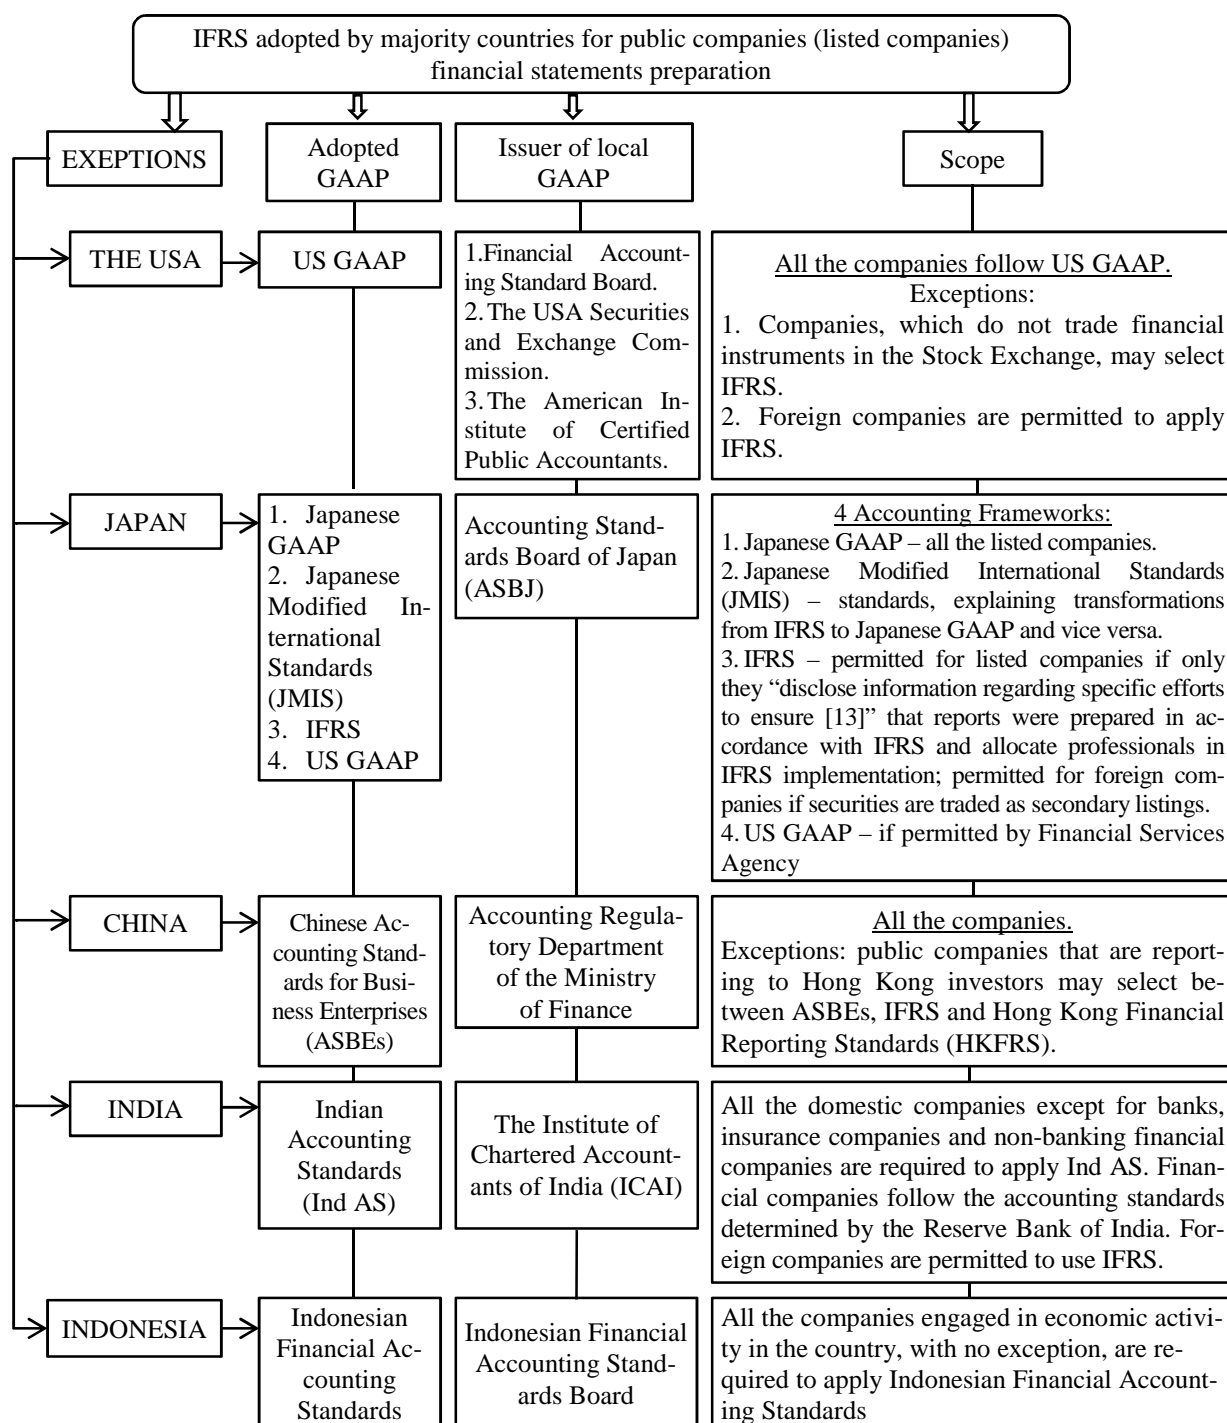 IFRS adopted by majority countries for public companies (listed companies)
financial statements preparation
EXEPTIONS
Adopted
GAAP
Issuer of local
GAAP
Scope
THE USA
US GAAP
1.Financial Account-
ing Standard Board.
2. The USA Securities
and Exchange Com-
mission.
3. The American In-
stitute of Certified
Public Accountants.
All the companies follow US GAAP.
Exceptions:
1. Companies, which do not trade financial
instruments in the Stock Exchange, may select
IFRS.
2. Foreign companies are permitted to apply
IFRS.
JAPAN
1. Japanese
GAAP
2. Japanese
Modified In-
ternational
Standards
(JMIS)
3. IFRS
4. US GAAP
Accounting Stan-
dards Board of Japan
(ASBJ)
4 Accounting Frameworks:
1. Japanese GAAP – all the listed companies.
2. Japanese Modified International Standards
(JMIS) – standards, explaining transformations
from IFRS to Japanese GAAP and vice versa.
3. IFRS – permitted for listed companies if only
they “disclose information regarding specific efforts
to ensure [13]” that reports were prepared in ac-
cordance with IFRS and allocate professionals in
IFRS implementation; permitted for foreign com-
panies if securities are traded as secondary listings.
4. US GAAP – if permitted by Financial Services
Agency
CHINA
Chinese Ac-
counting Stand-
ards for Busi-
ness Enterprises
(ASBEs)
Accounting Regula-
tory Department
of the Ministry
of Finance
All the companies.
Exceptions: public companies that are report-
ing to Hong Kong investors may select be-
tween ASBEs, IFRS and Hong Kong Financial
Reporting Standards (HKFRS).
INDIA
Indian
Accounting
Standards
(Ind AS)
The Institute of
Chartered Account-
ants of India (ICAI)
All the domestic companies except for banks,
insurance companies and non-banking financial
companies are required to apply Ind AS. Finan-
cial companies follow the accounting standards
determined by the Reserve Bank of India. For-
eign companies are permitted to use IFRS.
INDONESIA
Indonesian
Financial Ac-
counting
Standards
Indonesian Financial
Accounting Stand-
ards Board
All the companies engaged in economic activi-
ty in the country, with no exception, are re-
quired to apply Indonesian Financial Account-
ing Standards